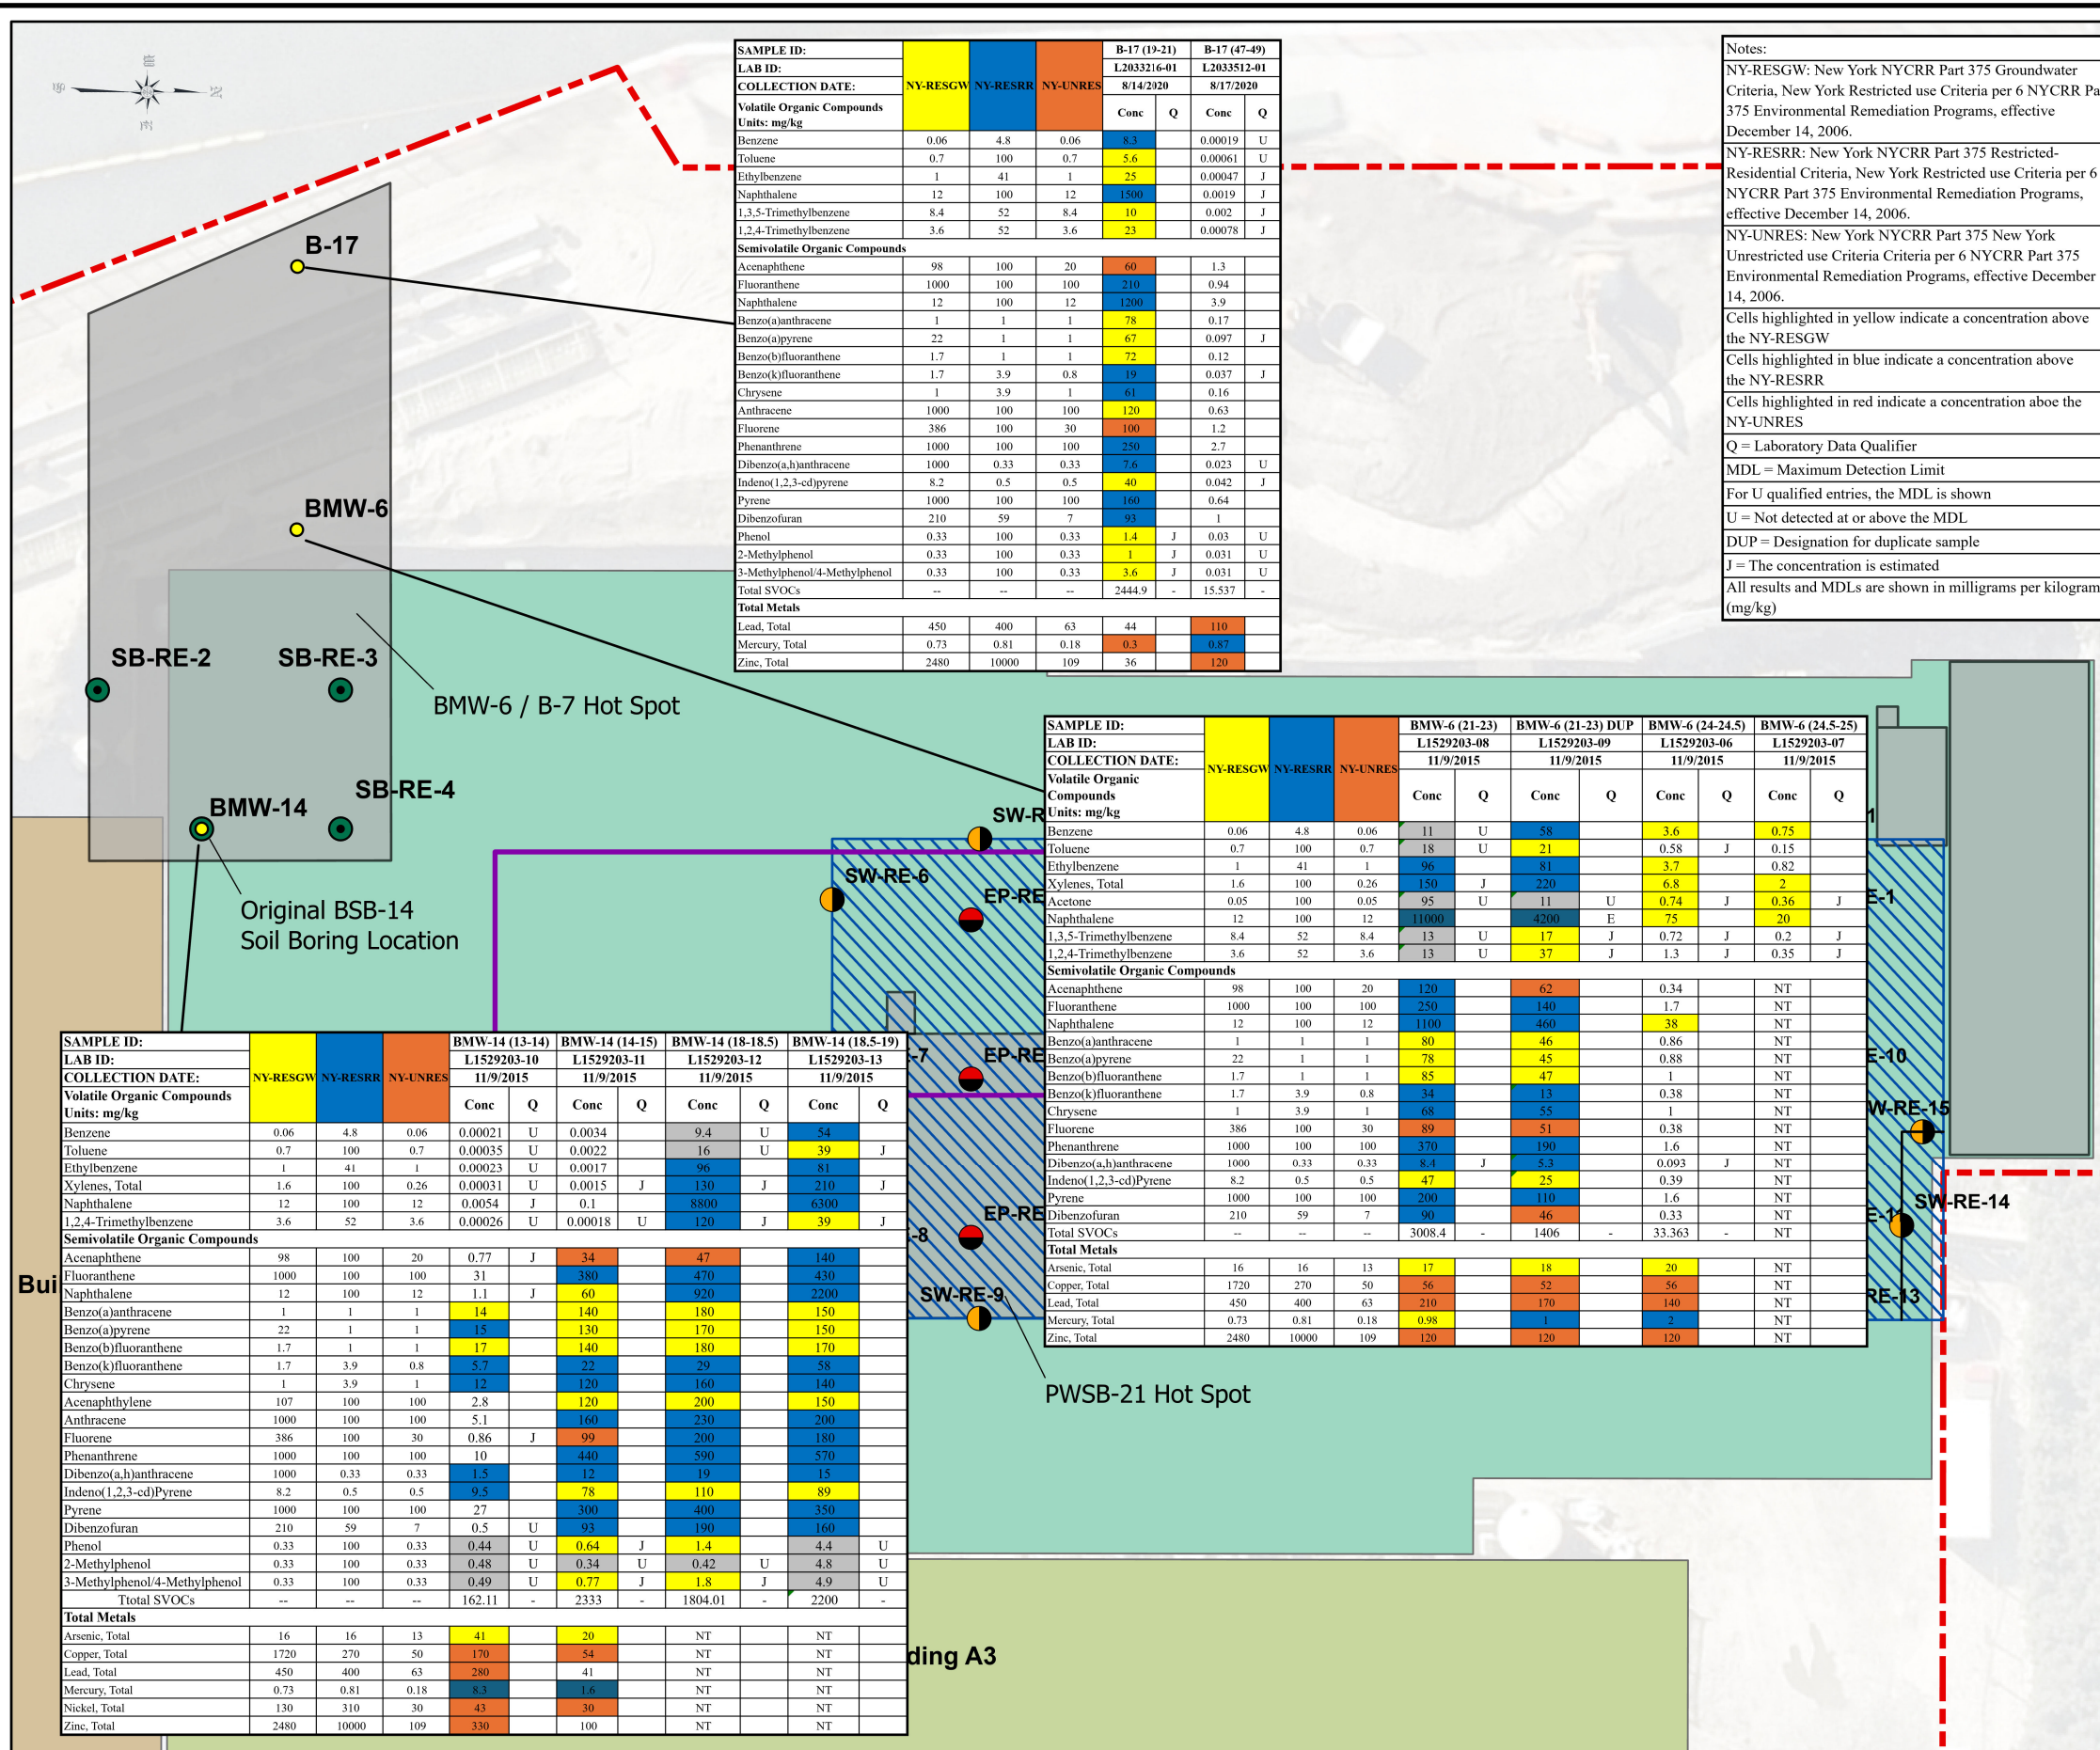 SAMPLE ID: NY-RESGW NY-RESRR NY-UNRES B-17 (19-21) B-17 (47-49)
LAB ID: L2033216-01 L2033512-01
COLLECTION DATE: 8/14/2020 8/17/2020
Volatile Organic Compounds
Units: mg/kg Conc Q Conc Q
Benzene 0.06 4.8 0.06 8.3 0.00019 U
Toluene 0.7 100 0.7 5.6 0.00061 U
Ethylbenzene 1 41 1 25 0.00047 J
Naphthalene 12 100 12 1500 0.0019 J
1,3,5-Trimethylbenzene 8.4 52 8.4 10 0.002 J
1,2,4-Trimethylbenzene 3.6 52 3.6 23 0.00078 J
Semivolatile Organic Compounds
Acenaphthene 98 100 20 60 1.3
Fluoranthene 1000 100 100 210 0.94
Naphthalene 12 100 12 1200 3.9
Benzo(a)anthracene 1 1 1 78 0.17
Benzo(a)pyrene 22 1 1 67 0.097 J
Benzo(b)fluoranthene 1.7 1 1 72 0.12
Benzo(k)fluoranthene 1.7 3.9 0.8 19 0.037 J
Chrysene 1 3.9 1 61 0.16
Anthracene 1000 100 100 120 0.63
Fluorene 386 100 30 100 1.2
Phenanthrene 1000 100 100 250 2.7
Dibenzo(a,h)anthracene 1000 0.33 0.33 7.6 0.023 U
Indeno(1,2,3-cd)pyrene 8.2 0.5 0.5 40 0.042 J
Pyrene 1000 100 100 160 0.64
Dibenzofuran 210 59 7 93 1
Phenol 0.33 100 0.33 1.4 J 0.03 U
2-Methylphenol 0.33 100 0.33 1 J 0.031 U
3-Methylphenol/4-Methylphenol 0.33 100 0.33 3.6 J 0.031 U
Total SVOCs -- -- -- 2444.9 - 15.537 -
Total Metals
Lead, Total 450 400 63 44 110
Mercury, Total 0.73 0.81 0.18 0.3 0.87
Zinc, Total 2480 10000 109 36 120
Notes:
NY-RESGW: New York NYCRR Part 375 Groundwater
Criteria, New York Restricted use Criteria per 6 NYCRR Pa
375 Environmental Remediation Programs, effective
December 14, 2006.
NY-RESRR: New York NYCRR Part 375 Restricted-
Residential Criteria, New York Restricted use Criteria per 6
NYCRR Part 375 Environmental Remediation Programs,
effective December 14, 2006.
NY-UNRES: New York NYCRR Part 375 New York
Unrestricted use Criteria Criteria per 6 NYCRR Part 375
Environmental Remediation Programs, effective December
14, 2006.
Cells highlighted in yellow indicate a concentration above
the NY-RESGW
Cells highlighted in blue indicate a concentration above
the NY-RESRR
Cells highlighted in red indicate a concentration aboe the
NY-UNRES
Q = Laboratory Data Qualifier
MDL = Maximum Detection Limit
For U qualified entries, the MDL is shown
U = Not detected at or above the MDL
DUP = Designation for duplicate sample
J = The concentration is estimated
All results and MDLs are shown in milligrams per kilogram
(mg/kg)
B-17
BMW-6
SB-RE-2
SB-RE-3
BMW-6 / B-7 Hot Spot
SB-RE-4
BMW-14
Original BSB-14
Soil Boring Location
SAMPLE ID: NY-RESGW NY-RESRR NY-UNRES BMW-6 (21-23) BMW-6 (21-23) DUP BMW-6 (24-24.5) BMW-6 (24.5-25)
LAB ID: L1529203-08 L1529203-09 L1529203-06 L1529203-07
COLLECTION DATE: 11/9/2015 11/9/2015 11/9/2015 11/9/2015
Volatile Organic
Compounds
Units: mg/kg Conc Q Conc Q Conc Q Conc Q
Benzene 0.06 4.8 0.06 11 U 58 3.6 0.75
Toluene 0.7 100 0.7 18 U 21 0.58 J 0.15
Ethylbenzene 1 41 1 96 81 3.7 0.82
Xylenes, Total 1.6 100 0.26 150 J 220 6.8 2
Acetone 0.05 100 0.05 95 U 11 U 0.74 J 0.36 J
Naphthalene 12 100 12 11000 4200 E 75 20
1,3,5-Trimethylbenzene 8.4 52 8.4 13 U 17 J 0.72 J 0.2 J
1,2,4-Trimethylbenzene 3.6 52 3.6 13 U 37 J 1.3 J 0.35 J
Semivolatile Organic Compounds
Acenaphthene 98 100 20 120 62 0.34 NT
Fluoranthene 1000 100 100 250 140 1.7 NT
Naphthalene 12 100 12 1100 460 38 NT
Benzo(a)anthracene 1 1 1 80 46 0.86 NT
Benzo(a)pyrene 22 1 1 78 45 0.88 NT
Benzo(b)fluoranthene 1.7 1 1 85 47 1 NT
Benzo(k)fluoranthene 1.7 3.9 0.8 34 13 0.38 NT
Chrysene 1 3.9 1 68 55 1 NT
Fluorene 386 100 30 89 51 0.38 NT
Phenanthrene 1000 100 100 370 190 1.6 NT
Dibenzo(a,h)anthracene 1000 0.33 0.33 8.4 J 5.3 0.093 J NT
Indeno(1,2,3-cd)Pyrene 8.2 0.5 0.5 47 25 0.39 NT
Pyrene 1000 100 100 200 110 1.6 NT
Dibenzofuran 210 59 7 90 46 0.33 NT
Total SVOCs -- -- -- 3008.4 - 1406 - 33.363 - NT
Total Metals
Arsenic, Total 16 16 13 17 18 20 NT
Copper, Total 1720 270 50 56 52 56 NT
Lead, Total 450 400 63 210 170 140 NT
Mercury, Total 0.73 0.81 0.18 0.98 1 2 NT
Zinc, Total 2480 10000 109 120 120 120 NT
SW-R
1
SW-RE-6
EP-RE
E-1
-7
EP-RE
E-10
W-RE-15
-8
EP-RE
E-11
SW-RE-14
SW-RE-9
RE-13
PWSB-21 Hot Spot
SAMPLE ID: NY-RESGW NY-RESRR NY-UNRES BMW-14 (13-14) BMW-14 (14-15) BMW-14 (18-18.5) BMW-14 (18.5-19)
LAB ID: L1529203-10 L1529203-11 L1529203-12 L1529203-13
COLLECTION DATE: 11/9/2015 11/9/2015 11/9/2015 11/9/2015
Volatile Organic Compounds
Units: mg/kg Conc Q Conc Q Conc Q Conc Q
Benzene 0.06 4.8 0.06 0.00021 U 0.0034 9.4 U 54
Toluene 0.7 100 0.7 0.00035 U 0.0022 16 U 39 J
Ethylbenzene 1 41 1 0.00023 U 0.0017 96 81
Xylenes, Total 1.6 100 0.26 0.00031 U 0.0015 J 130 J 210 J
Naphthalene 12 100 12 0.0054 J 0.1 8800 6300
1,2,4-Trimethylbenzene 3.6 52 3.6 0.00026 U 0.00018 U 120 J 39 J
Semivolatile Organic Compounds
Acenaphthene 98 100 20 0.77 J 34 47 140
Fluoranthene 1000 100 100 31 380 470 430
Naphthalene 12 100 12 1.1 J 60 920 2200
Benzo(a)anthracene 1 1 1 14 140 180 150
Benzo(a)pyrene 22 1 1 15 130 170 150
Benzo(b)fluoranthene 1.7 1 1 17 140 180 170
Benzo(k)fluoranthene 1.7 3.9 0.8 5.7 22 29 58
Chrysene 1 3.9 1 12 120 160 140
Acenaphthylene 107 100 100 2.8 120 200 150
Anthracene 1000 100 100 5.1 160 230 200
Fluorene 386 100 30 0.86 J 99 200 180
Phenanthrene 1000 100 100 10 440 590 570
Dibenzo(a,h)anthracene 1000 0.33 0.33 1.5 12 19 15
Indeno(1,2,3-cd)Pyrene 8.2 0.5 0.5 9.5 78 110 89
Pyrene 1000 100 100 27 300 400 350
Dibenzofuran 210 59 7 0.5 U 93 190 160
Phenol 0.33 100 0.33 0.44 U 0.64 J 1.4 4.4 U
2-Methylphenol 0.33 100 0.33 0.48 U 0.34 U 0.42 U 4.8 U
3-Methylphenol/4-Methylphenol 0.33 100 0.33 0.49 U 0.77 J 1.8 J 4.9 U
Ttotal SVOCs -- -- -- 162.11 - 2333 - 1804.01 - 2200 -
Total Metals
Arsenic, Total 16 16 13 41 20 NT NT
Copper, Total 1720 270 50 170 54 NT NT
Lead, Total 450 400 63 280 41 NT NT
Mercury, Total 0.73 0.81 0.18 8.3 1.6 NT NT
Nickel, Total 130 310 30 43 30 NT NT
Zinc, Total 2480 10000 109 330 100 NT NT
Bui
ding A3